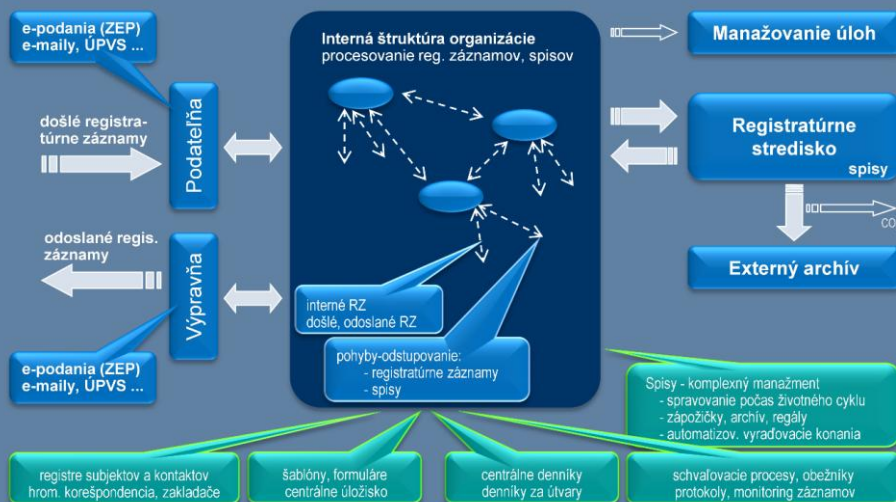 e-podania (ZEP)
e-maily, ÚPVS ...
došlé registra-
túrne záznamy
Podateľňa
odoslané regis.
záznamy
Výpravňa
e-podania (ZEP)
e-maily, ÚPVS ...
Interná štruktúra organizácie
procesovanie reg. záznamov, spisov
interné RZ
došlé, odoslané RZ
pohyby-odstupovanie:
- registratúrne záznamy
- spisy
Manažovanie úloh
Registratúrne
stredisko
spisy
CO
Externý archív
Spisy - komplexný manažment
- spravovanie počas životného cyklu
- zápožičky, archív, regály
- automatizov. vyraďovacie konania
registre subjektov a kontaktov
hrom. korešpondencia, zakladače
šablóny, formuláre
centrálne úložisko
centrálne denníky
denníky za útvary
schvaľovacie procesy, obežníky
protokoly, monitoring záznamov